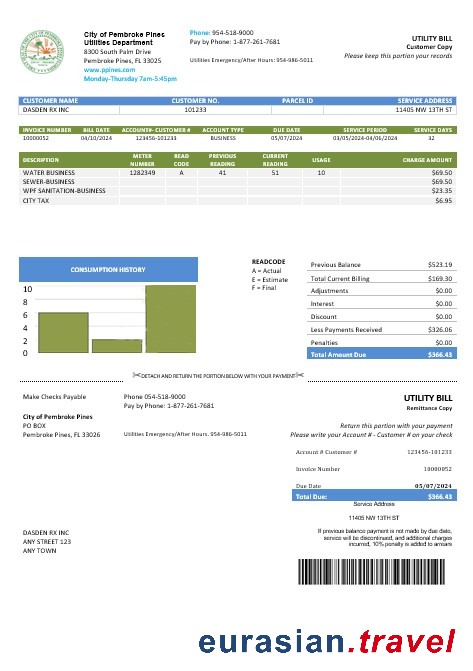 City of Pembroke Pines
Utilities Department
8300 South Palm Drive
Pembroke Pines, FL 33025
www.ppines.com
Monday-Thursday 7am-5:45pm
Phone: 954-518-9000
Pay by Phone: 1-877-261-7681
Utilities Emergency/After Hours: 954-986-5011
UTILITY BILL
Customer Copy
Please keep this portion your records
CUSTOMER NAME CUSTOMER NO. PARCEL ID SERVICE ADDRESS
DASDEN RX INC 101233 11405 NW 13TH ST
INVOICE NUMBER BILL DATE ACCOUNT#- CUSTOMER # ACCOUNT TYPE DUE DATE SERVICE PERIOD SERVICE DAYS
10000052 04/10/2024 123456-101233 BUSINESS 05/07/2024 03/05/2024-04/06/2024 32
DESCRIPTION METER NUMBER READ CODE PREVIOUS READING CURRENT READING USAGE CHARGE AMOUNT
WATER BUSINESS 1282349 A 41 51 10 $69.50
SEWER-BUSINESS $69.50
WPF SANITATION-BUSINESS $23.35
CITY TAX $6.95
CONSUMPTION HISTORY
10
8
6
4
2
0
READCODE
A = Actual
E = Estimate
F = Final
Previous Balance $523.19
Total Current Billing $169.30
Adjustments $0.00
Interest $0.00
Discount $0.00
Less Payments Received $326.06
Penalties $0.00
Total Amount Due $366.43
DETACH AND RETURN THE PORTION BELOW WITH YOUR PAYMENT
Make Checks Payable
City of Pembroke Pines
PO BOX
Pembroke Pines, FL 33026
Phone 054-518-9000
Pay by Phone: 1-877-261-7681
Utilities Emergency/After Hours. 954-986-5011
UTILITY BILL
Remittance Copy
Return this portion with your payment
Please write your Account # - Customer # on your check
Account # Customer # 123456-101233
Invoice Number 10000052
Due Date 05/07/2024
Total Due: $366.43
Service Address
11405 NW 13TH ST
If previous balance payment is not made by due date,
service will be discontinued, and additional charges
incurred, 10% penalty is added to arrears
DASDEN RX INC
ANY STREET 123
ANY TOWN
eurasian.travel